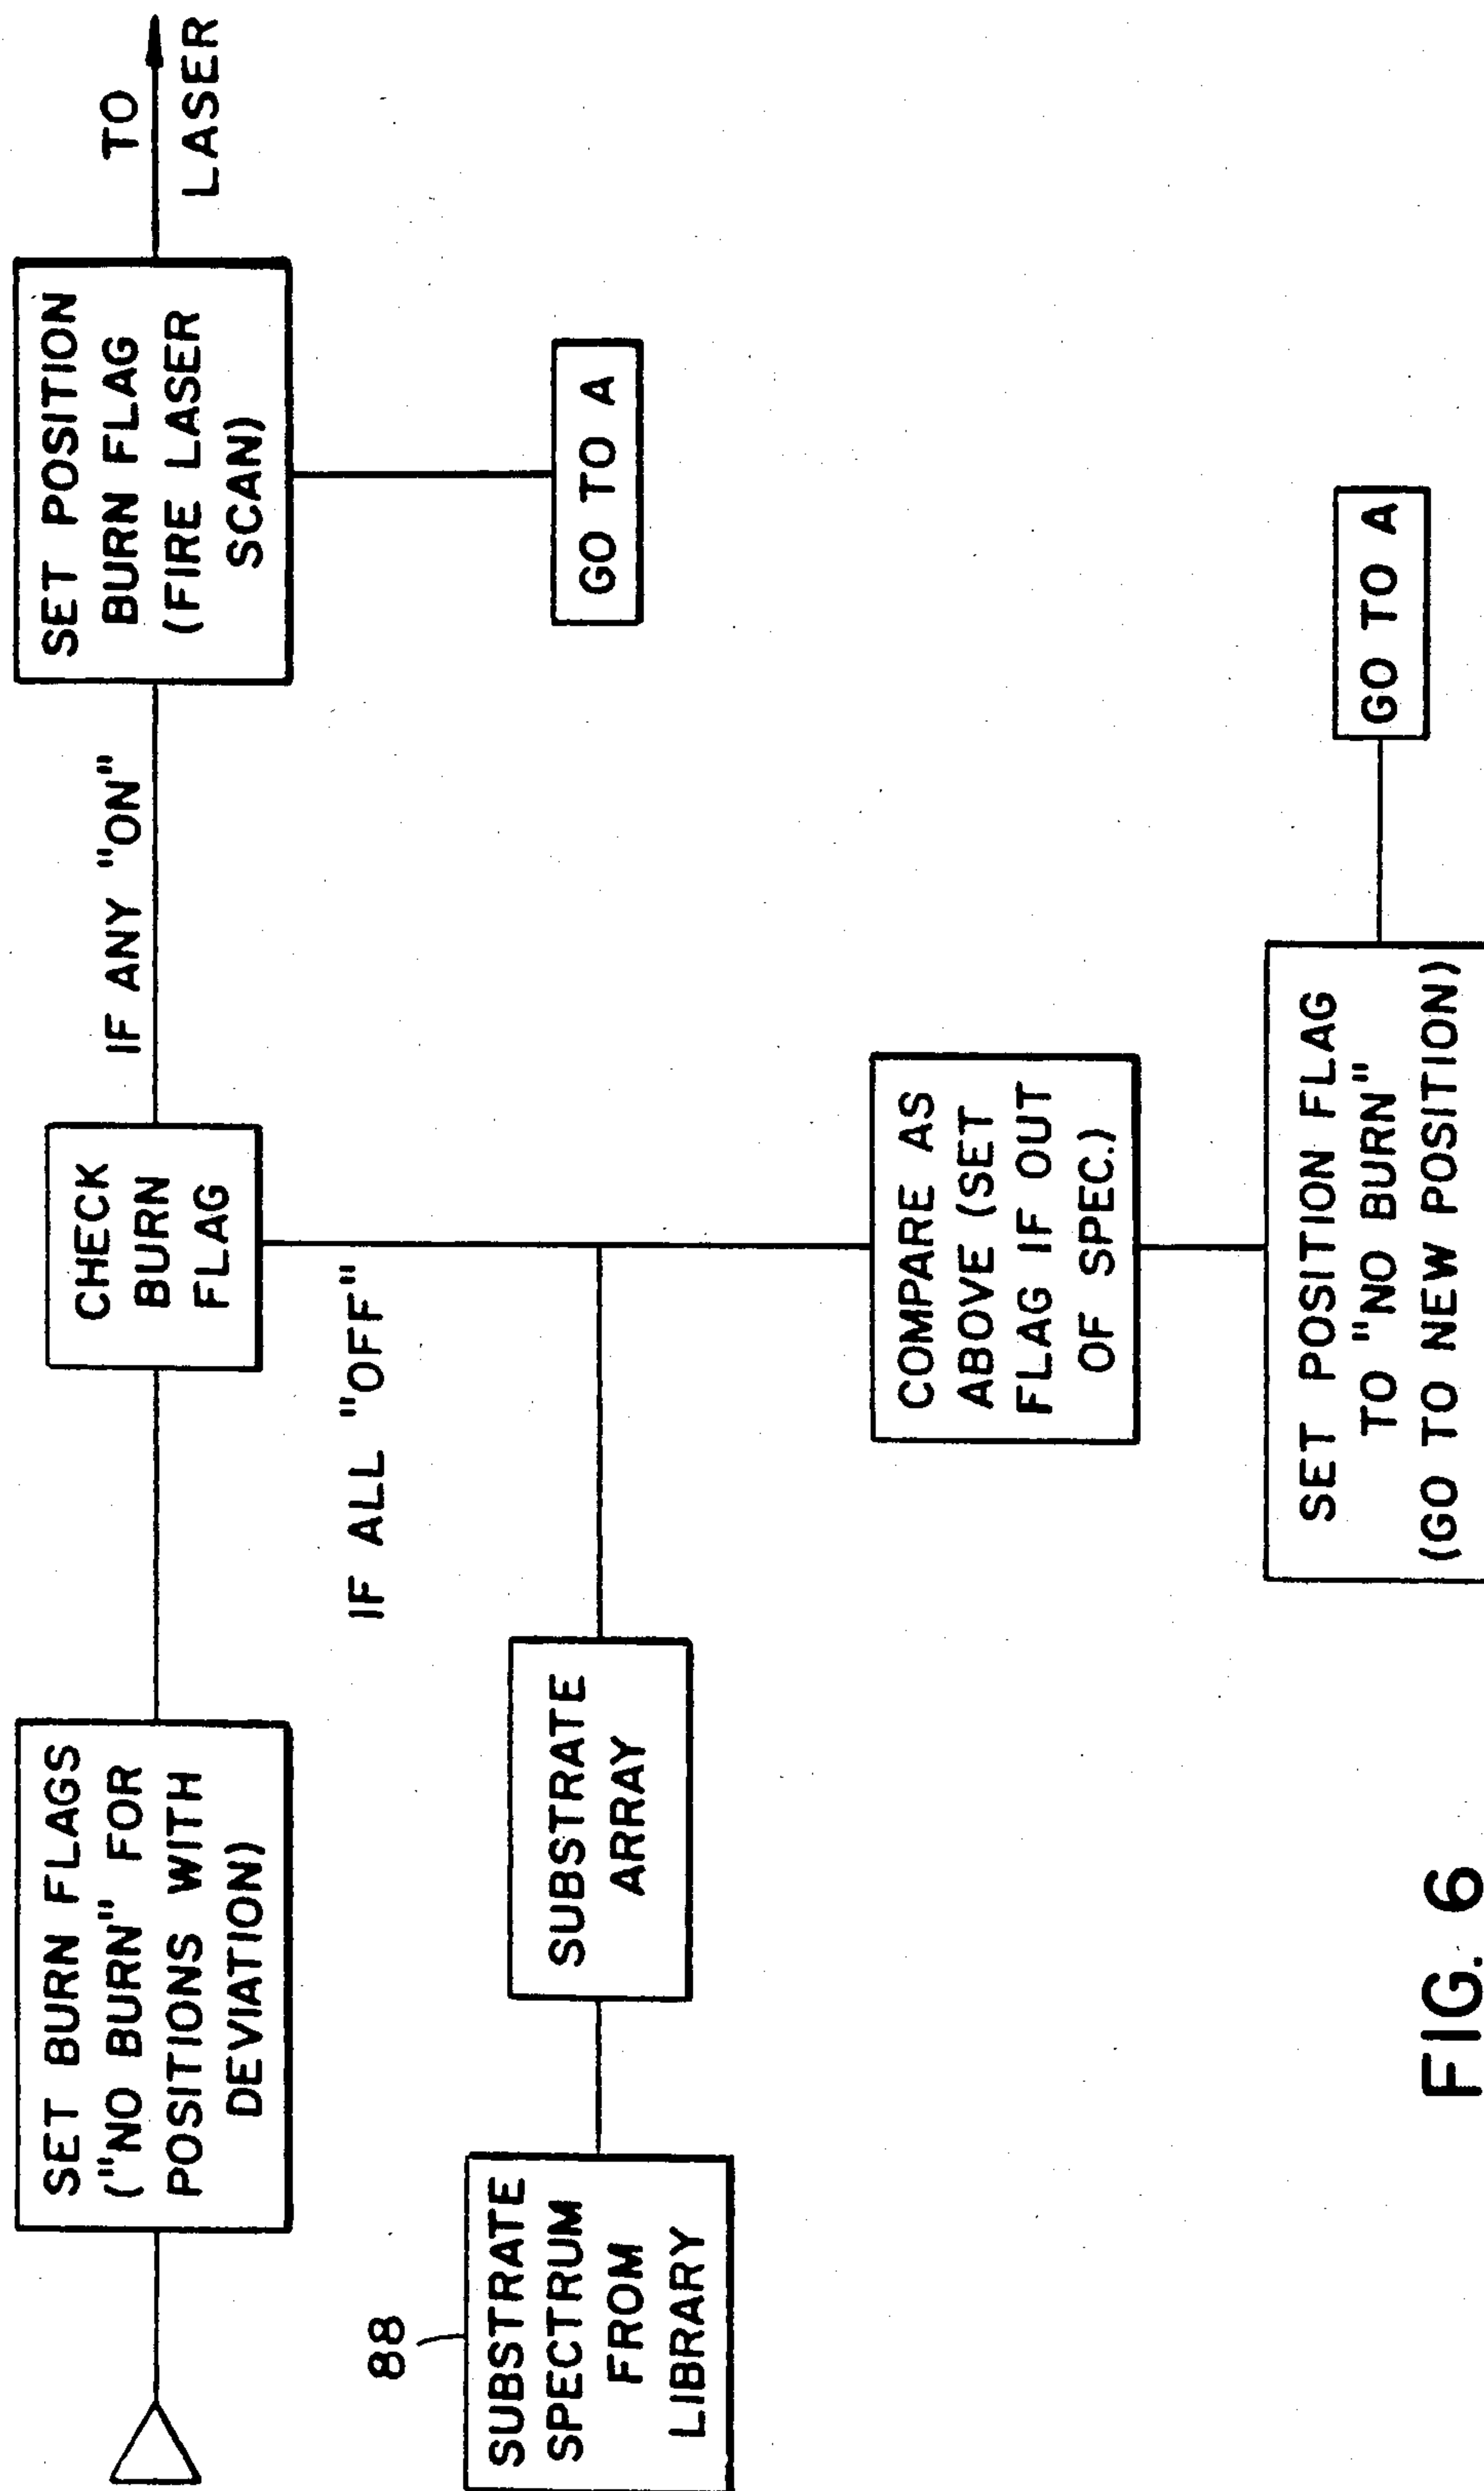 SET BURN FLAGS
("NO BURN" FOR
POSITIONS WITH
DEVIATION)
CHECK
BURN
FLAG
IF ANY "ON"
SET POSITION
BURN FLAG
(FIRE LASER
SCAN)
TO
LASER
IF ALL "OFF"
GO TO A
88
SUBSTRATE
SPECTRUM
FROM
LIBRARY
SUBSTRATE
ARRAY
COMPARE AS
ABOVE (SET
FLAG IF OUT
OF SPEC.)
SET POSITION FLAG
TO "NO BURN"
(GO TO NEW POSITION)
GO TO A
FIG. 6